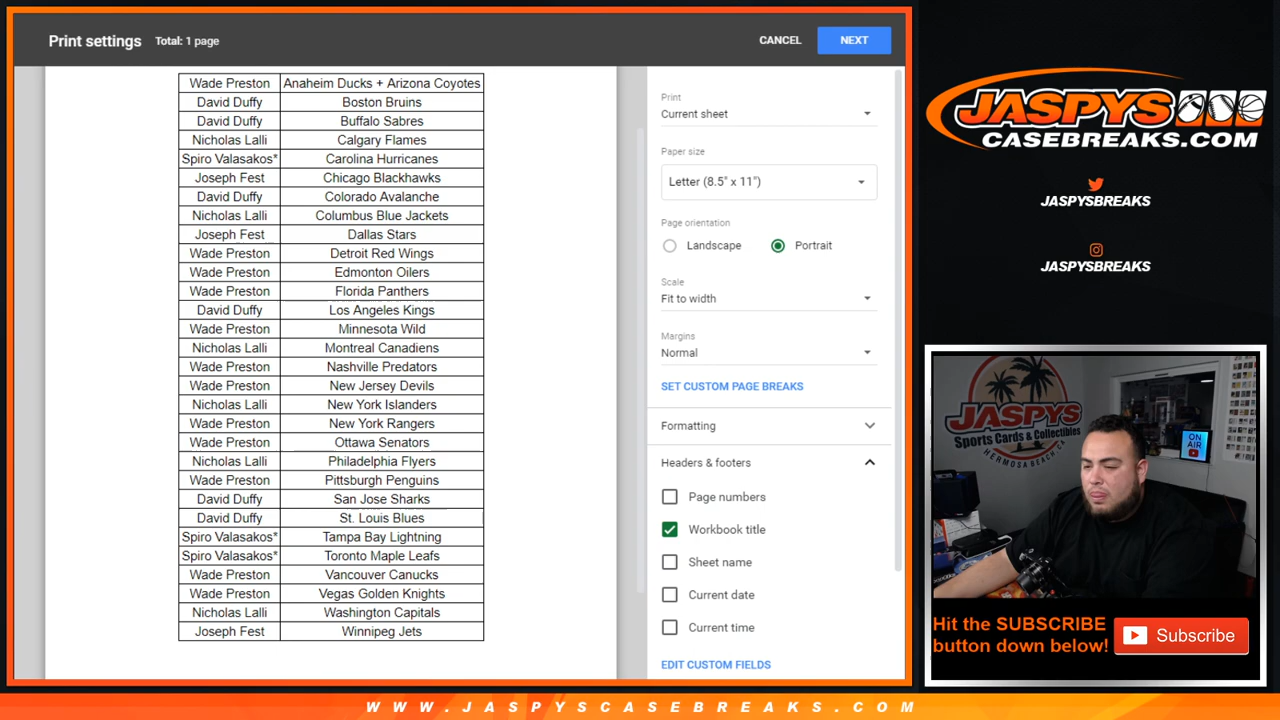 Print settings Total: 1 page CANCEL NEXT
Wade Preston Anaheim Ducks + Arizona Coyotes
David Duffy Boston Bruins
David Duffy Buffalo Sabres
Nicholas Lalli Calgary Flames
Spiro Valasakos* Carolina Hurricanes
Joseph Fest Chicago Blackhawks
David Duffy Colorado Avalanche
Nicholas Lalli Columbus Blue Jackets
Joseph Fest Dallas Stars
Wade Preston Detroit Red Wings
Wade Preston Edmonton Oilers
Wade Preston Florida Panthers
David Duffy Los Angeles Kings
Wade Preston Minnesota Wild
Nicholas Lalli Montreal Canadiens
Wade Preston Nashville Predators
Wade Preston New Jersey Devils
Nicholas Lalli New York Islanders
Wade Preston New York Rangers
Wade Preston Ottawa Senators
Nicholas Lalli Philadelphia Flyers
Wade Preston Pittsburgh Penguins
David Duffy San Jose Sharks
David Duffy St. Louis Blues
Spiro Valasakos* Tampa Bay Lightning
Spiro Valasakos* Toronto Maple Leafs
Wade Preston Vancouver Canucks
Wade Preston Vegas Golden Knights
Nicholas Lalli Washington Capitals
Joseph Fest Winnipeg Jets
Print
Current sheet
Paper size
Letter (8.5" x 11")
Page orientation
Landscape Portrait
Scale
Fit to width
Margins
Normal
SET CUSTOM PAGE BREAKS
Formatting
Headers & footers
Page numbers
Workbook title
Sheet name
Current date
Current time
EDIT CUSTOM FIELDS
JASPYS
CASEBREAKS.COM
JASPYSBREAKS
JASPYSBREAKS
JASPYS
Sports Cards & Collectibles
HERMOSA BEACH CA
ON
AIR
Hit the SUBSCRIBE
button down below!
Subscribe
WWW.JASPYSCASEBREAKS.COM